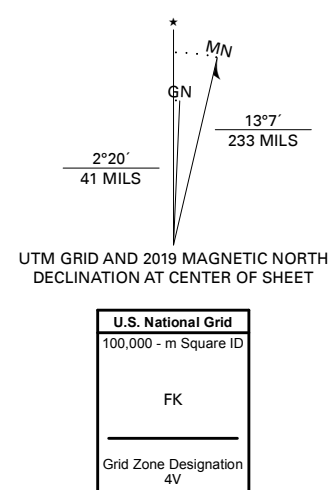 ★
MN
GN
13°7´
233 MILS
2°20´
41 MILS
UTM GRID AND 2019 MAGNETIC NORTH
DECLINATION AT CENTER OF SHEET
U.S. National Grid
100,000 - m Square ID
FK
Grid Zone Designation
4V